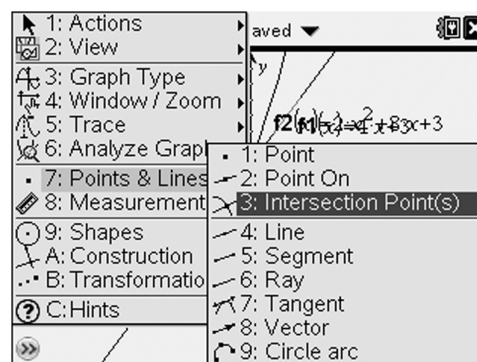 1: Actions
2: View
3: Graph Type
4: Window / Zoom
5: Trace
6: Analyze Grap
7: Points & Lines
8: Measurement
9: Shapes
A: Construction
B: Transformatio
C:Hints
aved
y
1: Point
2: Point On
3: Intersection Point(s)
4: Line
5: Segment
6: Ray
7: Tangent
8: Vector
9: Circle arc